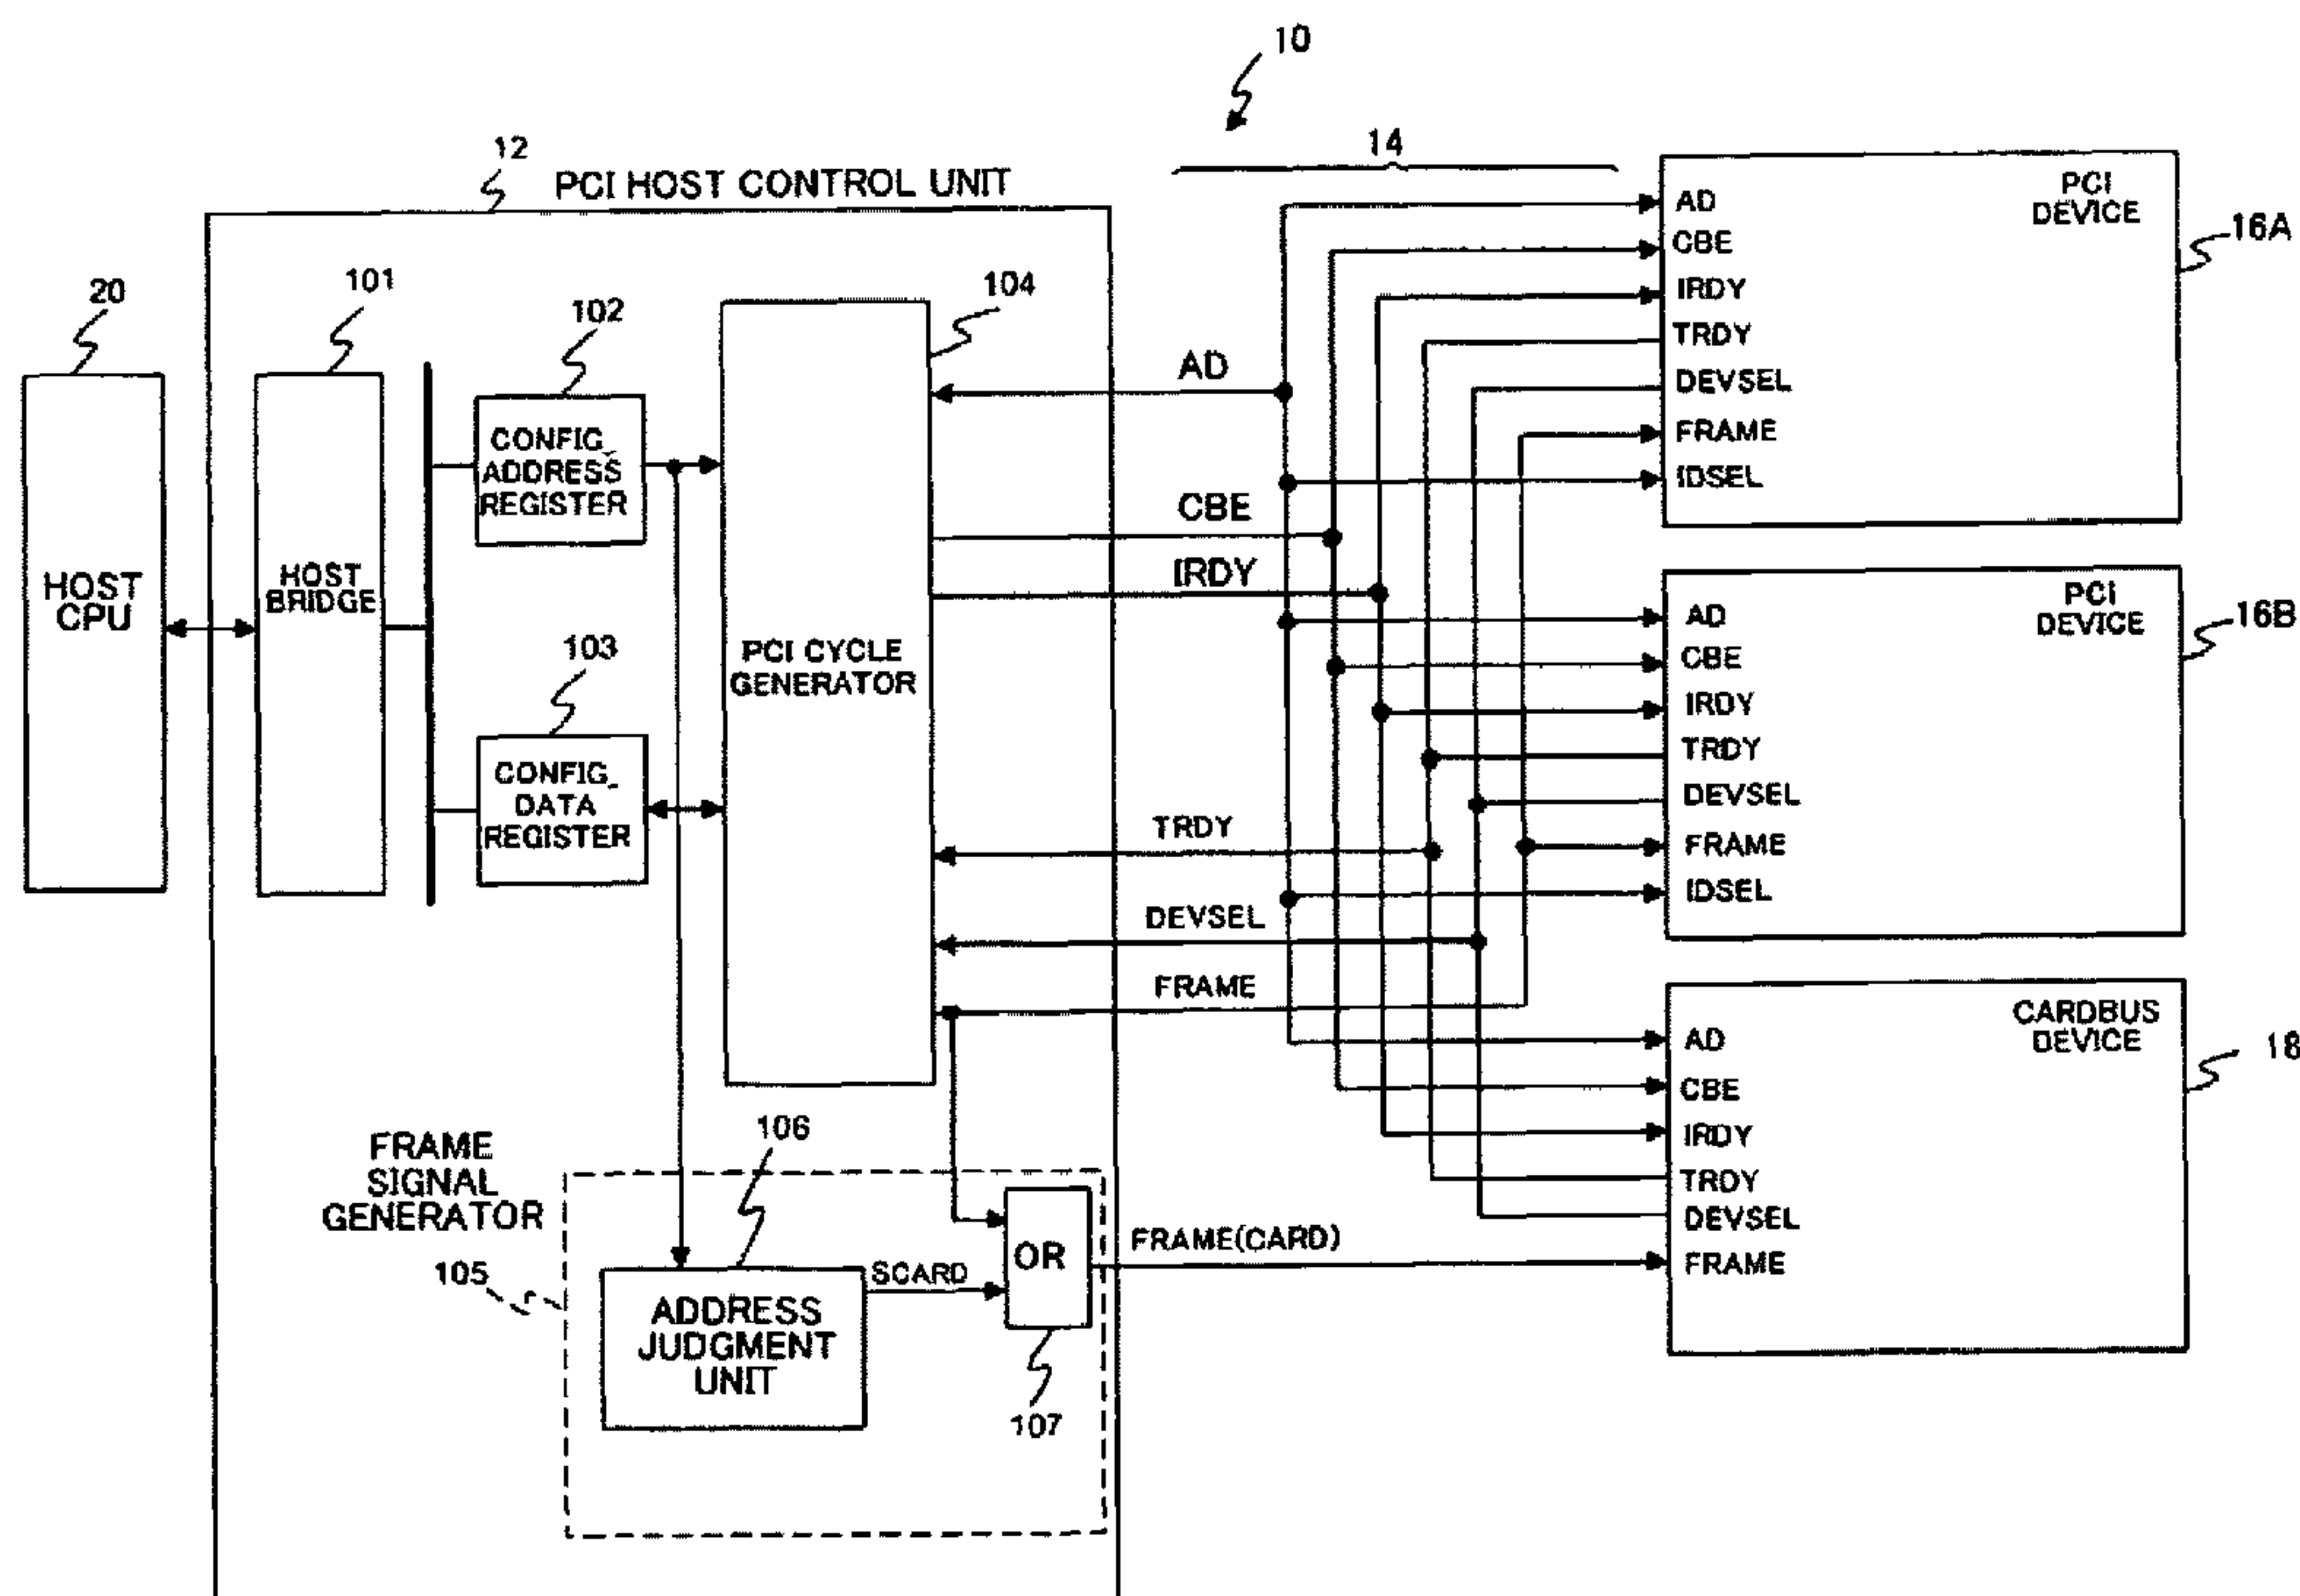 10
14
12
PCI HOST CONTROL UNIT
20
HOST
CPU
101
HOST
BRIDGE
102
CONFIG_
ADDRESS
REGISTER
103
CONFIG_
DATA
REGISTER
104
PCI CYCLE
GENERATOR
AD
CBE
IRDY
TRDY
DEVSEL
FRAME
FRAME
SIGNAL
GENERATOR
105
106
ADDRESS
JUDGMENT
UNIT
SCARD
OR
107
FRAME(CARD)
PCI
DEVICE
16A
AD
CBE
IRDY
TRDY
DEVSEL
FRAME
IDSEL
PCI
DEVICE
16B
AD
CBE
IRDY
TRDY
DEVSEL
FRAME
IDSEL
CARDBUS
DEVICE
18
AD
CBE
IRDY
TRDY
DEVSEL
FRAME